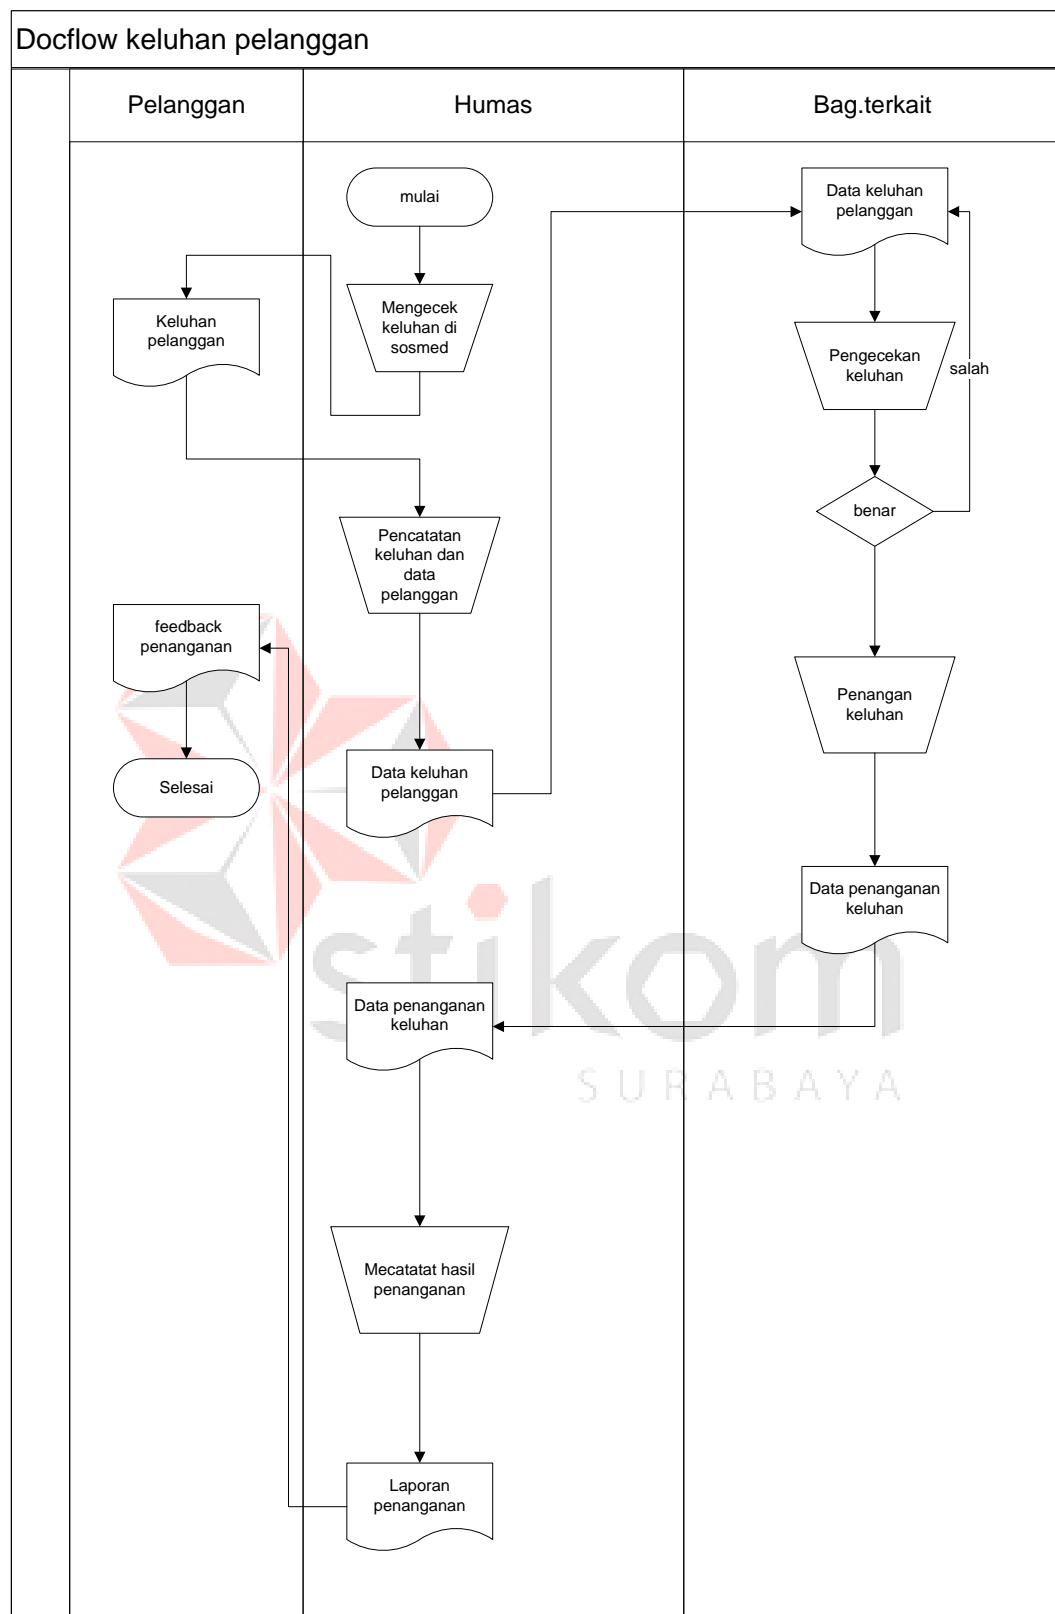 Docflow keluhan pelanggan
Pelanggan
Humas
Bag.terkait
mulai
Mengecek
keluhan di
sosmed
Keluhan
pelanggan
Pencatatan
keluhan dan
data
pelanggan
Data keluhan
pelanggan
Data keluhan
pelanggan
Pengecekan
keluhan
salah
benar
Penangan
keluhan
Data penanganan
keluhan
Data penanganan
keluhan
Mecatatat hasil
penanganan
Laporan
penanganan
feedback
penanganan
Selesai
stikom
SURABAYA